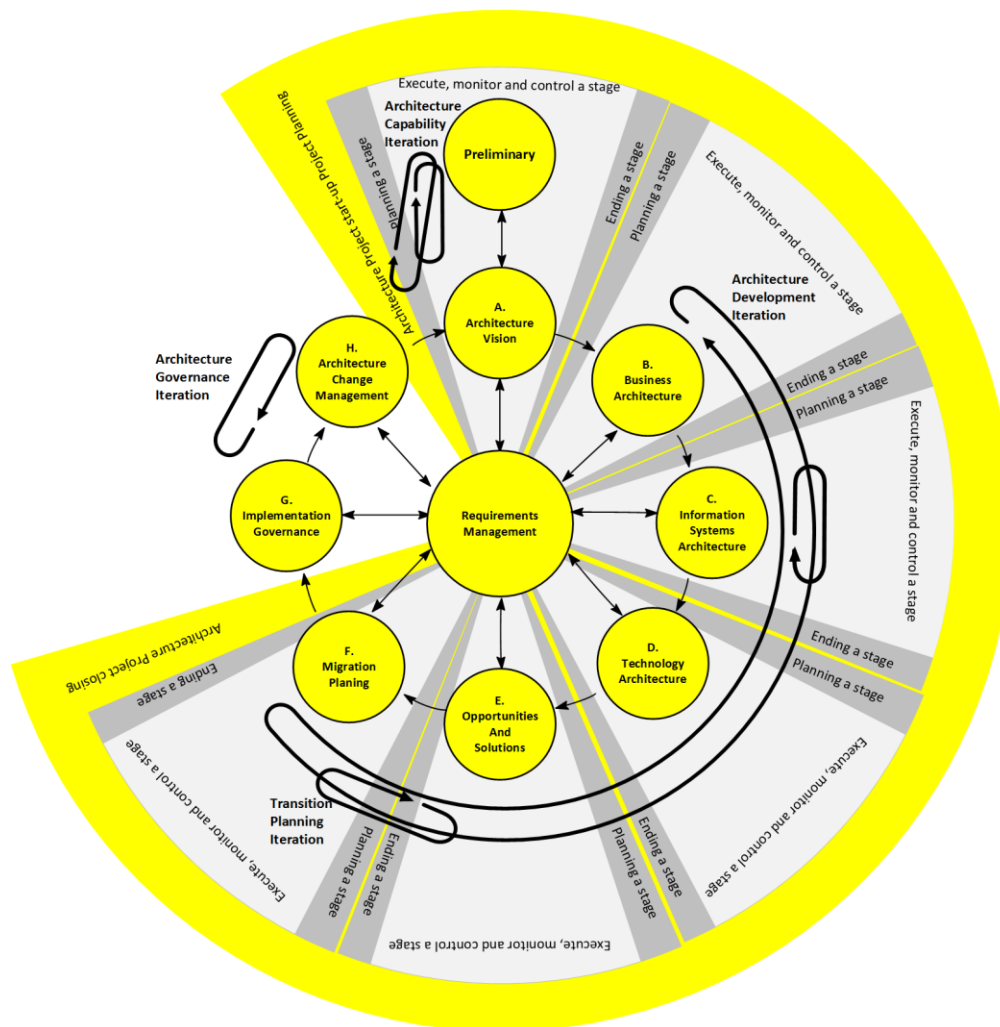 Execute, monitor and control a stage
Architecture
Capability
Iteration
Preliminary
Architecture Project start-up Project Planning
Planning a stage
Ending a stage
Planning a stage
Execute, monitor and control a stage
Architecture
Development
Iteration
A.
Architecture
Vision
H.
Architecture
Change
Management
B.
Business
Architecture
Architecture
Governance
Iteration
Ending a stage
Planning a stage
Execute, monitor and control a stage
G.
Implementation
Governance
Requirements
Management
C.
Information
Systems
Architecture
Ending a stage
Planning a stage
Execute, monitor and control a stage
Architecture Project closing
Ending a stage
F.
Migration
Planing
D.
Technology
Architecture
E.
Opportunities
And
Solutions
Execute, monitor and control a stage
Transition
Planning
Iteration
Planning a stage
Ending a stage
Planning a stage
Ending a stage
Execute, monitor and control a stage